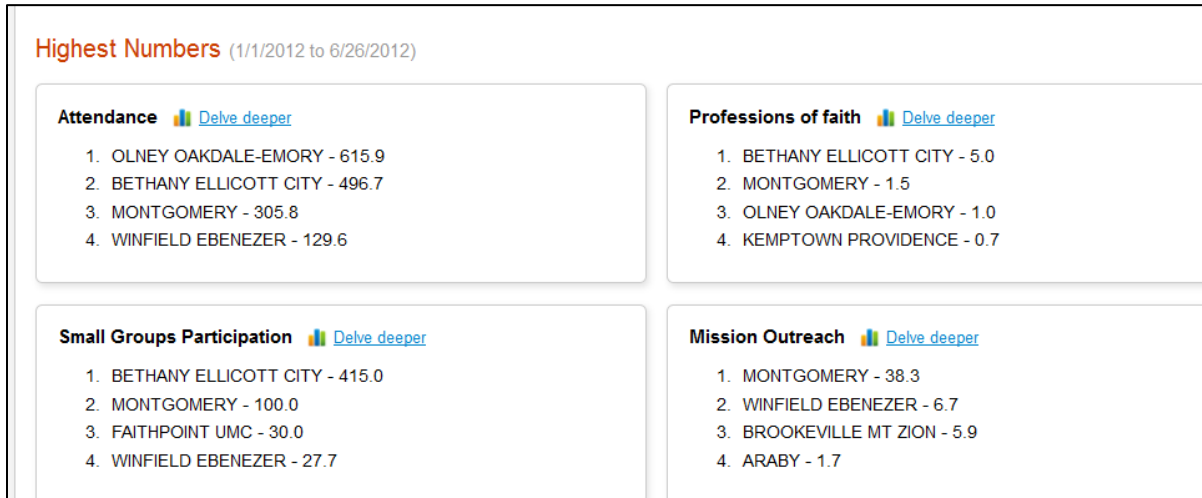 Highest Numbers (1/1/2012 to 6/26/2012)
Attendance Delve deeper
1. OLNEY OAKDALE-EMORY - 615.9
2. BETHANY ELLICOTT CITY - 496.7
3. MONTGOMERY - 305.8
4. WINFIELD EBENEZER - 129.6
Professions of faith Delve deeper
1. BETHANY ELLICOTT CITY - 5.0
2. MONTGOMERY - 1.5
3. OLNEY OAKDALE-EMORY - 1.0
4. KEMPTOWN PROVIDENCE - 0.7
Small Groups Participation Delve deeper
1. BETHANY ELLICOTT CITY - 415.0
2. MONTGOMERY - 100.0
3. FAITHPOINT UMC - 30.0
4. WINFIELD EBENEZER - 27.7
Mission Outreach Delve deeper
1. MONTGOMERY - 38.3
2. WINFIELD EBENEZER - 6.7
3. BROOKEVILLE MT ZION - 5.9
4. ARABY - 1.7